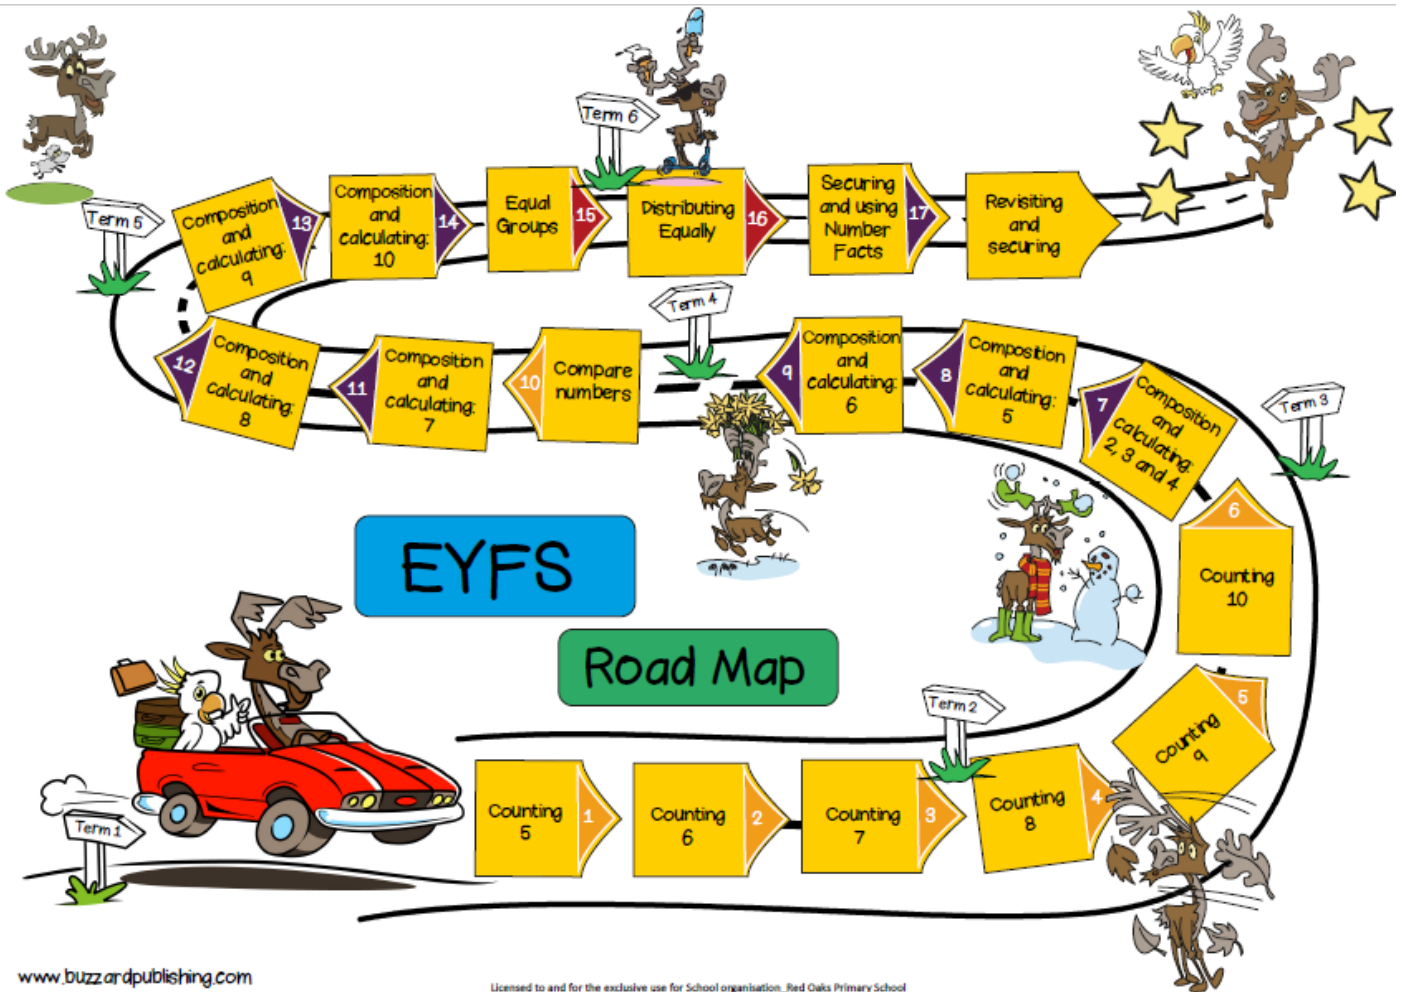 Term 1
Counting
5
1
Counting
6
2
Counting
7
3
Term 2
Counting
8
4
Counting
9
5
Counting
10
6
Term 3
Composition
and
calculating:
2, 3 and 4
7
Composition
and
calculating:
5
8
Composition
and
calculating:
6
9
Term 4
Compare
numbers
10
Composition
and
calculating:
7
11
Composition
and
calculating:
8
12
Term 5
Composition
and
calculating:
9
13
Composition
and
calculating:
10
14
Equal
Groups
15
Term 6
Distributing
Equally
16
Securing
and using
Number
Facts
17
Revisiting
and
securing
EYFS
Road Map
www.buzzardpublishing.com
Licensed to and for the exclusive use for School organisation Red Oaks Primary School